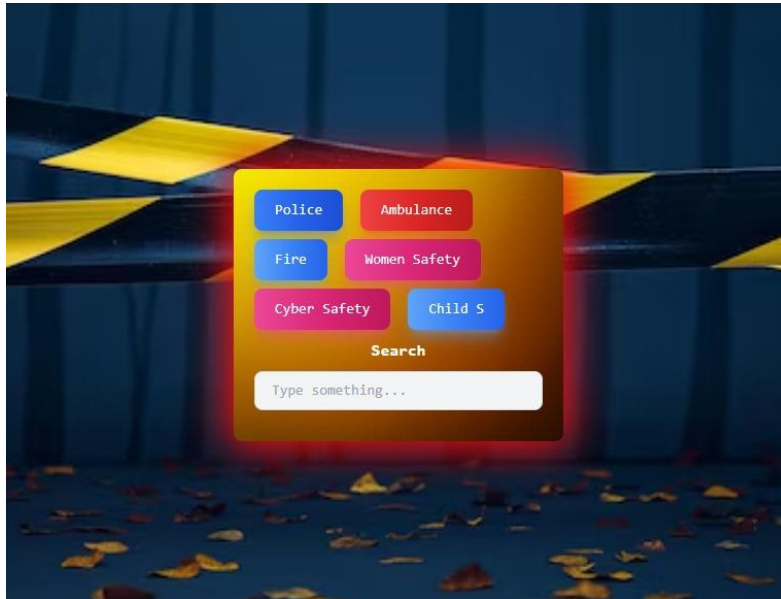 Police Ambulance
Fire Women Safety
Cyber Safety Child S
Search
Type something...